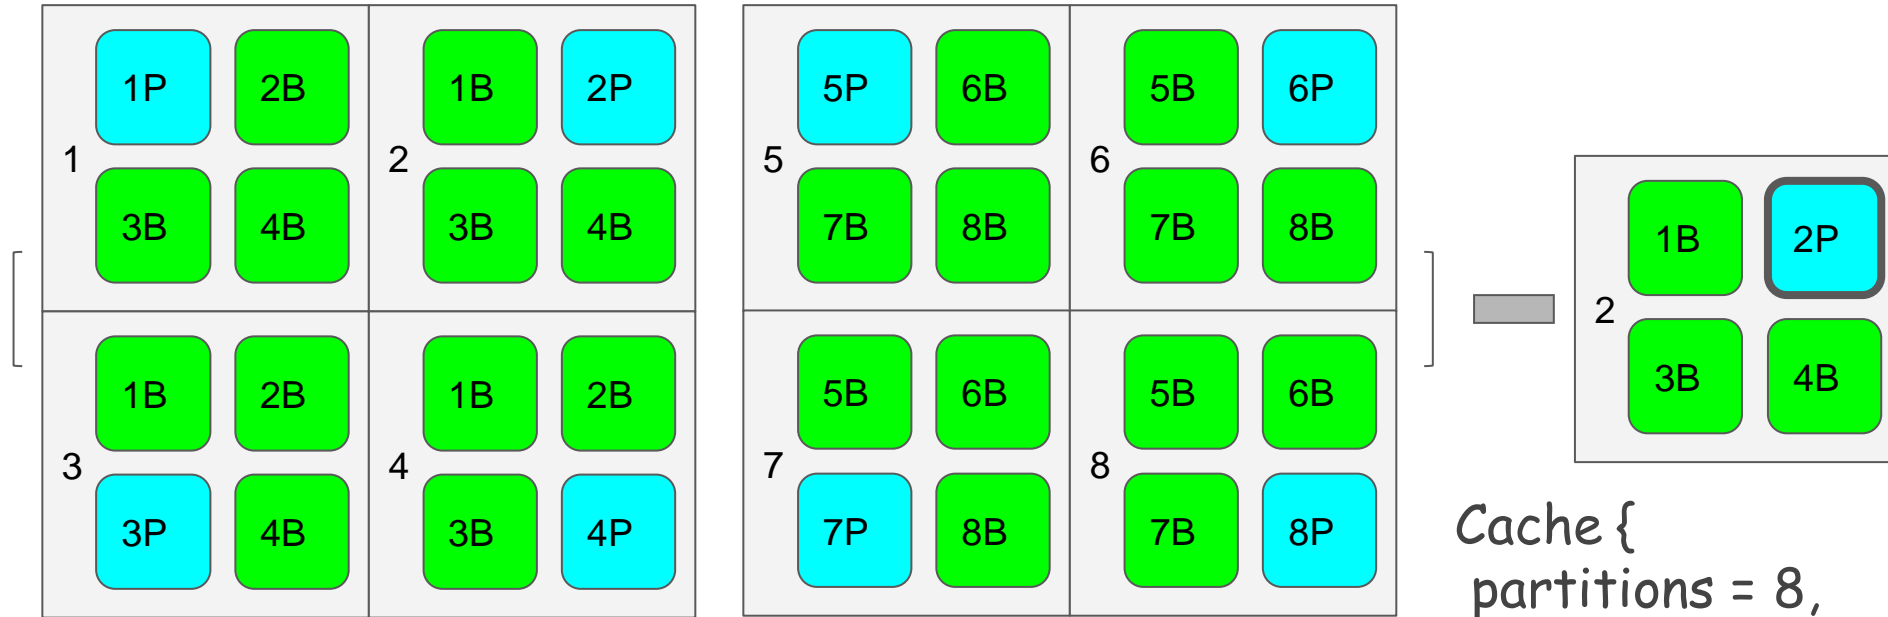 1P 2B 1B 2P 5P 6B 5B 6P
1 2 5 6
3B 4B 3B 4B 7B 8B 7B 8B
1B 2P
2
3B 4B
1B 2B 1B 2B 5B 6B 5B 6B
3 4 7 8
3P 4B 3B 4P 7P 8B 7B 8P
Cache {
partitions = 8,